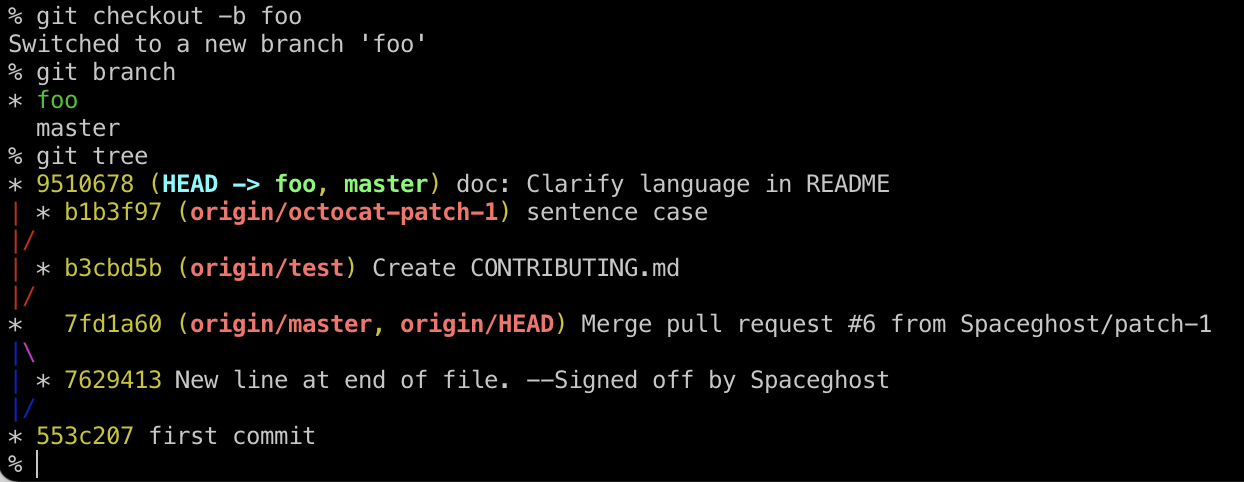 % git checkout -b foo
Switched to a new branch 'foo'
% git branch
* foo
  master
% git tree
* 9510678 (HEAD -> foo, master) doc: Clarify language in README
| * b1b3f97 (origin/octocat-patch-1) sentence case
|/
| * b3cbd5b (origin/test) Create CONTRIBUTING.md
|/
*   7fd1a60 (origin/master, origin/HEAD) Merge pull request #6 from Spaceghost/patch-1
|\
| * 7629413 New line at end of file. --Signed off by Spaceghost
|/
* 553c207 first commit
%